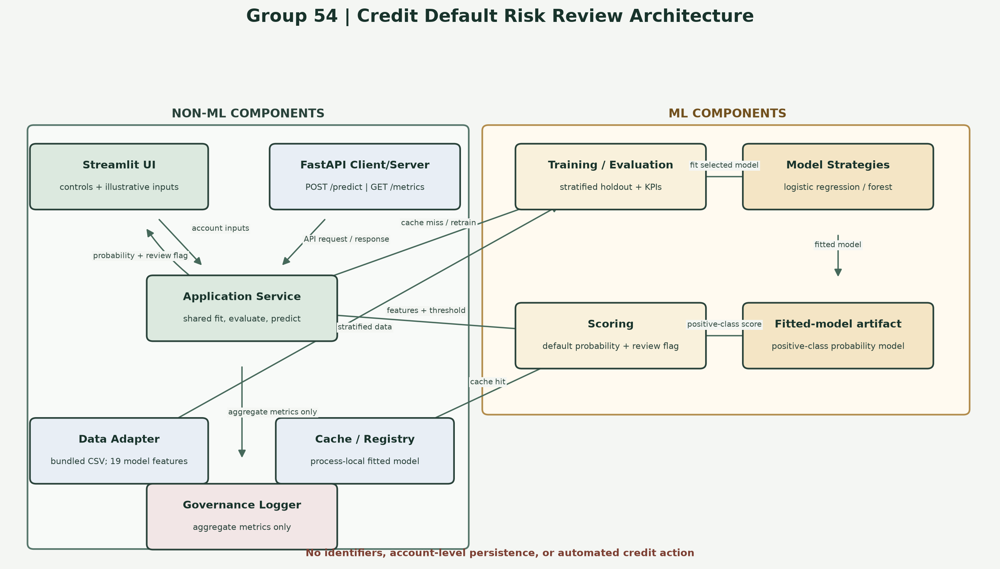 Group 54 | Credit Default Risk Review Architecture
NON-ML COMPONENTS
ML COMPONENTS
Streamlit UI
controls + illustrative inputs
FastAPI Client/Server
POST /predict | GET /metrics
Training / Evaluation
stratified holdout + KPIs
fit selected model
Model Strategies
logistic regression / forest
cache miss / retrain
account inputs
API request / response
probability + review flag
fitted model
Application Service
shared fit, evaluate, predict
features + threshold
stratified data
Scoring
default probability + review flag
positive-class score
Fitted-model artifact
positive-class probability model
cache hit
aggregate metrics only
Data Adapter
bundled CSV; 19 model features
Cache / Registry
process-local fitted model
Governance Logger
aggregate metrics only
No identifiers, account-level persistence, or automated credit action